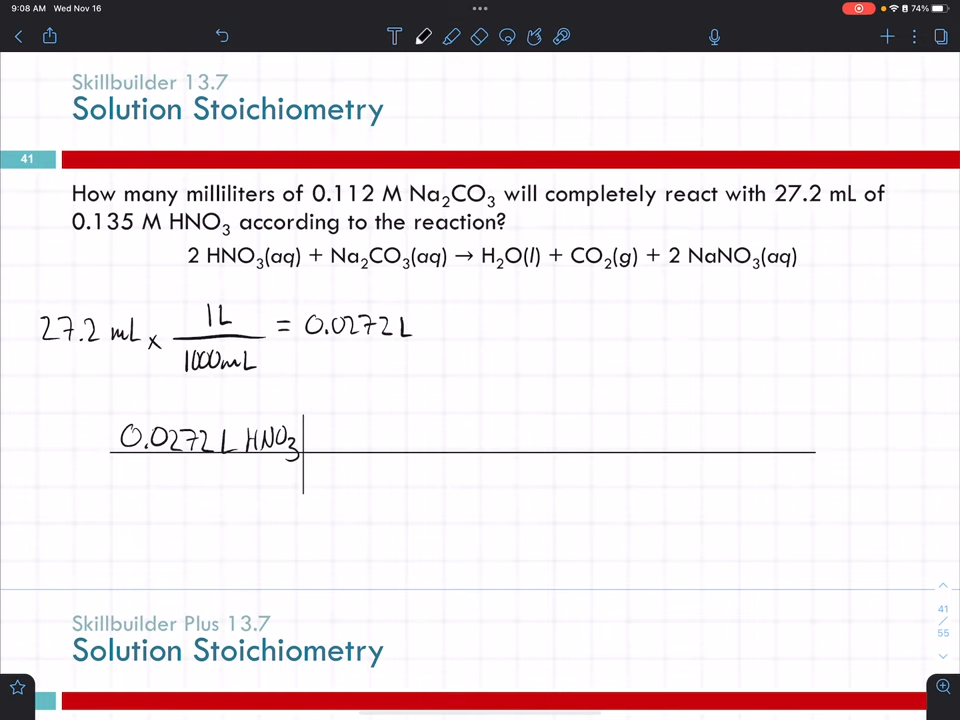 9:08 AM Wed Nov 16
74%
Skillbuilder 13.7
Solution Stoichiometry
41
How many milliliters of 0.112 M Na₂CO₃ will completely react with 27.2 mL of
0.135 M HNO₃ according to the reaction?
2 HNO₃(aq) + Na₂CO₃(aq) → H₂O(l) + CO₂(g) + 2 NaNO₃(aq)
27.2 mL x 1L / 1000mL = 0.0272 L
0.0272 L HNO₃
41
/
55
Skillbuilder Plus 13.7
Solution Stoichiometry